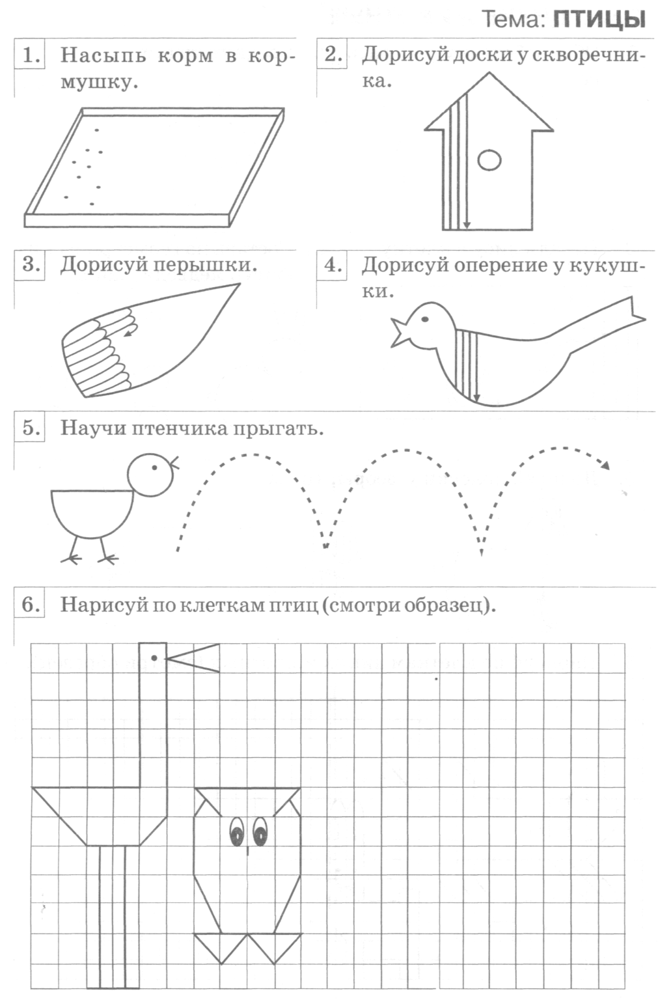 Тема: ПТИЦЫ
1. Насыпь корм в кор-
мушку.
2. Дорисуй доски у скворечни-
ка.
3. Дорисуй перышки.
4. Дорисуй оперение у кукуш-
ки.
5. Научи птенчика прыгать.
6. Нарисуй по клеткам птиц (смотри образец).